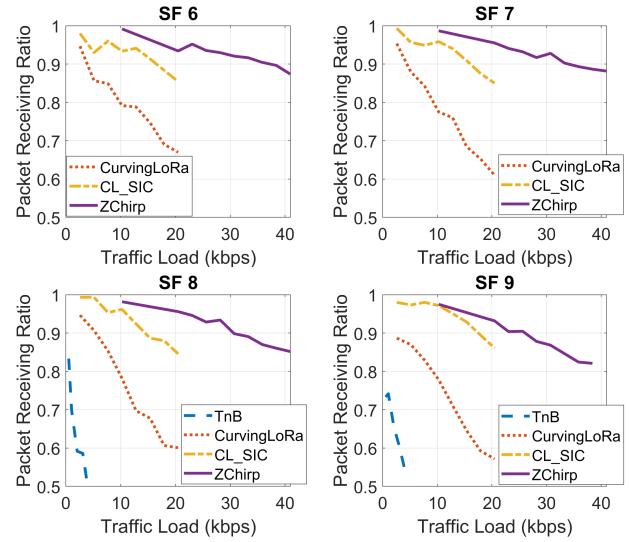 SF 6
Packet Receiving Ratio
1
0.9
0.8
0.7
0.6
0.5
CurvingLoRa
CL_SIC
ZChirp
0 10 20 30 40
Traffic Load (kbps)
SF 7
Packet Receiving Ratio
1
0.9
0.8
0.7
0.6
0.5
CurvingLoRa
CL_SIC
ZChirp
0 10 20 30 40
Traffic Load (kbps)
SF 8
Packet Receiving Ratio
1
0.9
0.8
0.7
0.6
0.5
TnB
CurvingLoRa
CL_SIC
ZChirp
0 10 20 30 40
Traffic Load (kbps)
SF 9
Packet Receiving Ratio
1
0.9
0.8
0.7
0.6
0.5
TnB
CurvingLoRa
CL_SIC
ZChirp
0 10 20 30 40
Traffic Load (kbps)